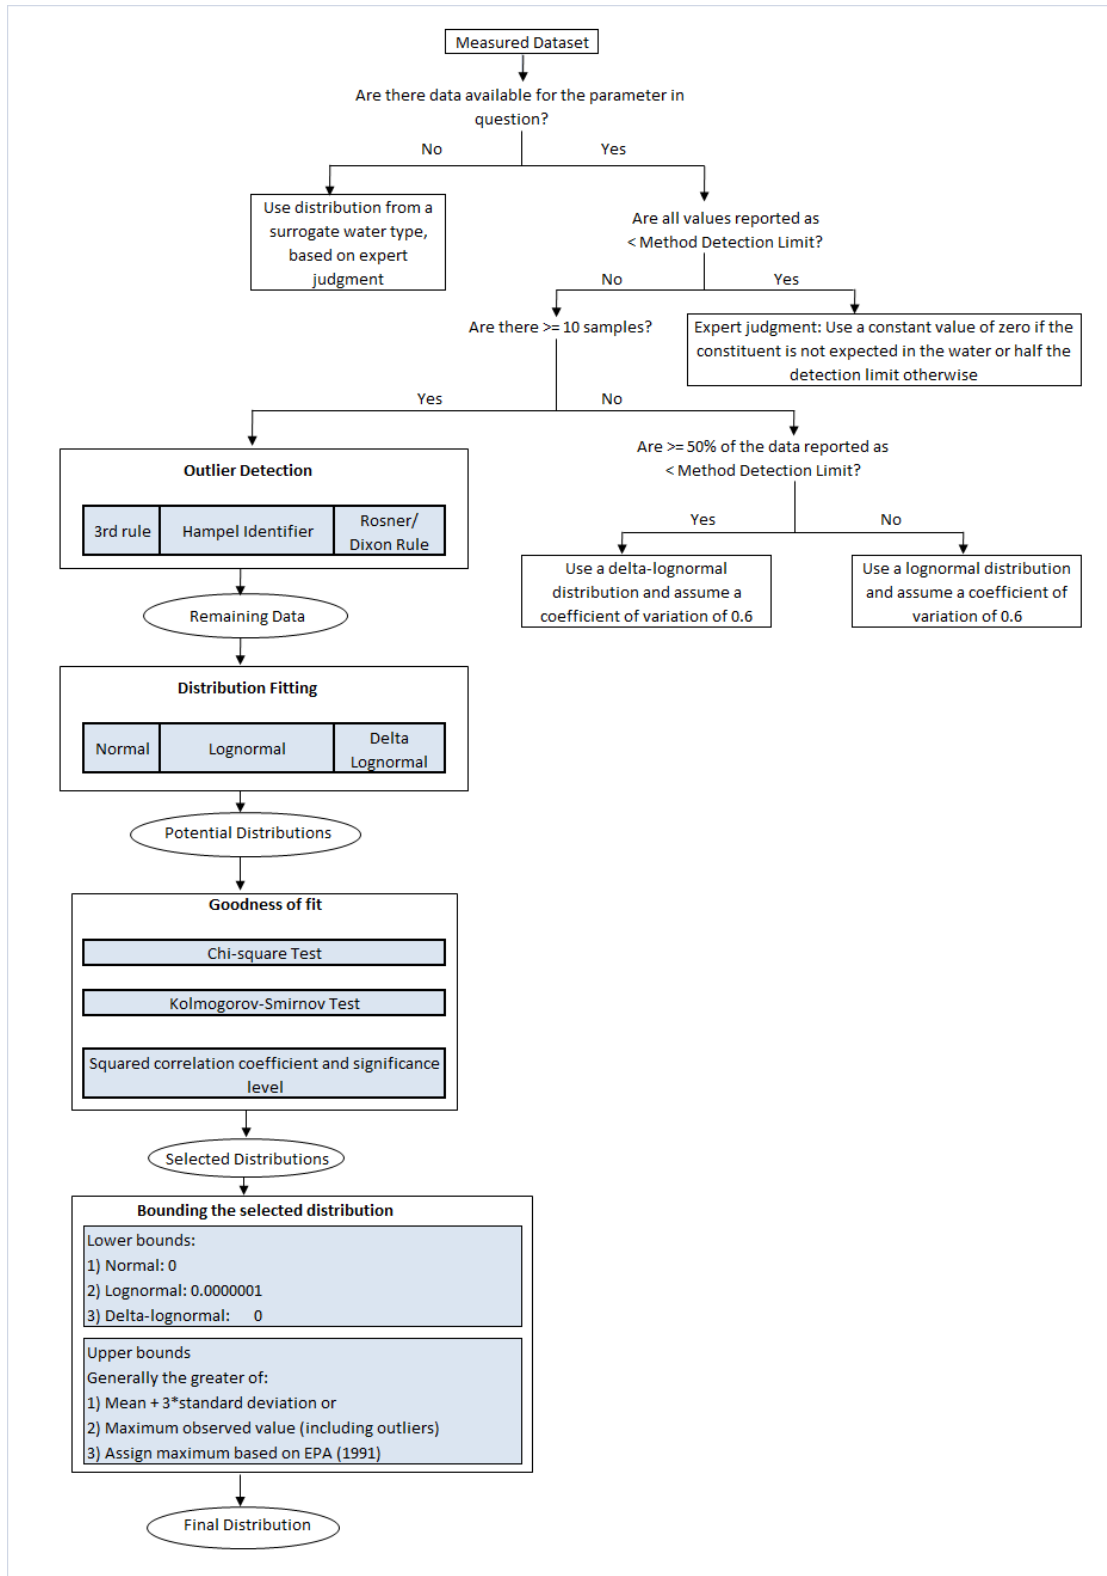 Measured Dataset
Are there data available for the parameter in
question?
No
Yes
Use distribution from a
surrogate water type,
based on expert
judgment
Are all values reported as
< Method Detection Limit?
No
Yes
Are there >= 10 samples?
Expert judgment: Use a constant value of zero if the
constituent is not expected in the water or half the
detection limit otherwise
Yes
No
Outlier Detection
3rd rule
Hampel Identifier
Rosner/
Dixon Rule
Are >= 50% of the data reported as
< Method Detection Limit?
Yes
No
Use a delta-lognormal
distribution and assume a
coefficient of variation of 0.6
Use a lognormal distribution
and assume a coefficient of
variation of 0.6
Remaining Data
Distribution Fitting
Normal
Lognormal
Delta
Lognormal
Potential Distributions
Goodness of fit
Chi-square Test
Kolmogorov-Smirnov Test
Squared correlation coefficient and significance
level
Selected Distributions
Bounding the selected distribution
Lower bounds:
1) Normal: 0
2) Lognormal: 0.0000001
3) Delta-lognormal: 0
Upper bounds
Generally the greater of:
1) Mean + 3*standard deviation or
2) Maximum observed value (including outliers)
3) Assign maximum based on EPA (1991)
Final Distribution